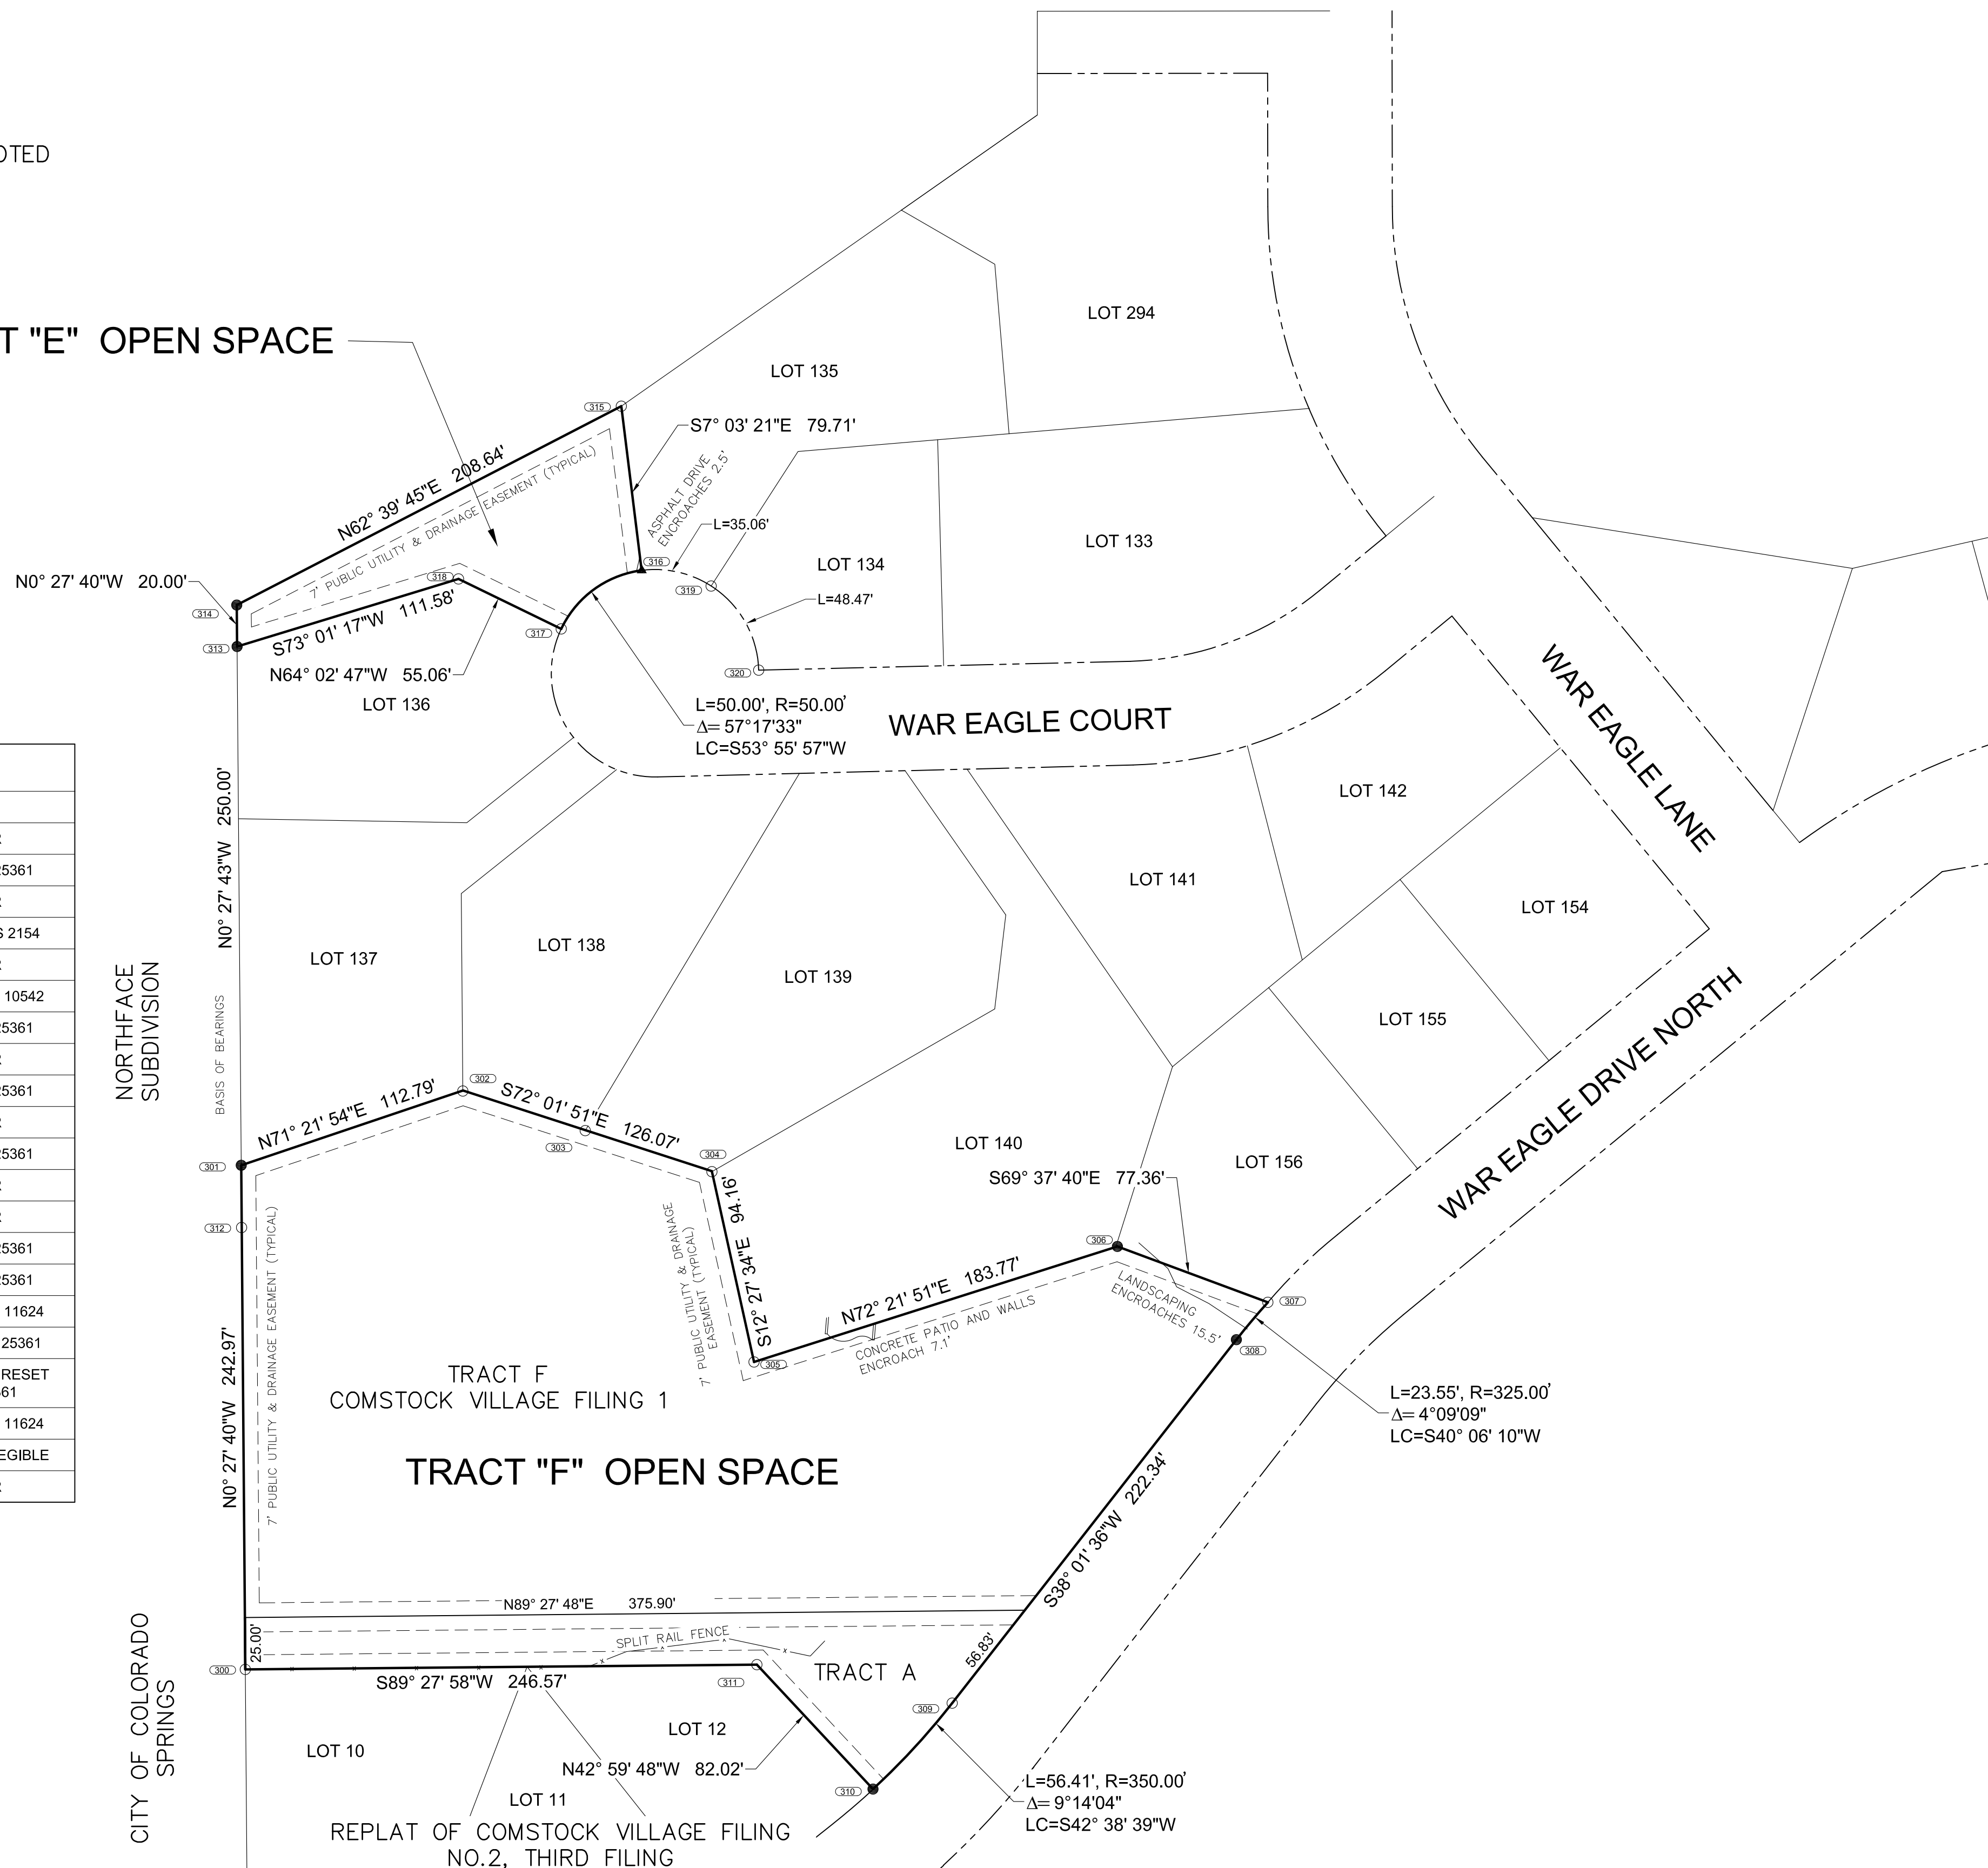 OTED
T "E" OPEN SPACE
LOT 294
LOT 135
315
S7° 03' 21"E 79.71'
N62° 39' 45"E 208.64'
7' PUBLIC UTILITY & DRAINAGE EASEMENT (TYPICAL)
ASPHALT DRIVE
ENCROACHES 2.5'
L=35.06'
LOT 133
316
LOT 134
N0° 27' 40"W 20.00'
318
319
L=48.47'
314
S73° 01' 17"W 111.58'
317
313
N64° 02' 47"W 55.06'
320
LOT 136
L=50.00', R=50.00'
Δ= 57°17'33"
LC=S53° 55' 57"W
WAR EAGLE COURT
WAR EAGLE LANE
N0° 27' 43"W 250.00'
BASIS OF BEARINGS
LOT 142
LOT 141
LOT 154
LOT 138
LOT 137
LOT 139
LOT 155
NORTHFACE
SUBDIVISION
WAR EAGLE DRIVE NORTH
25361
S 2154
10542
25361
25361
25361
25361
25361
11624
25361
RESET
11624
EGIBLE
302
N71° 21' 54"E 112.79'
S72° 01' 51"E 126.07'
303
304
301
LOT 140
LOT 156
S69° 37' 40"E 77.36'
312
306
307
308
S12° 27' 34"E 94.16'
7' PUBLIC UTILITY & DRAINAGE
EASEMENT (TYPICAL)
7' PUBLIC UTILITY & DRAINAGE EASEMENT (TYPICAL)
N72° 21' 51"E 183.77'
LANDSCAPING
ENCROACHES 15.5'
CONCRETE PATIO AND WALLS
ENCROACH 7.1'
305
TRACT F
COMSTOCK VILLAGE FILING 1
L=23.55', R=325.00'
Δ= 4°09'09"
LC=S40° 06' 10"W
N0° 27' 40"W 242.97'
TRACT "F" OPEN SPACE
S38° 01' 36"W 222.34'
N89° 27' 48"E 375.90'
25.00'
SPLIT RAIL FENCE
56.83'
300
S89° 27' 58"W 246.57'
311
TRACT A
309
CITY OF COLORADO
SPRINGS
LOT 12
LOT 10
N42° 59' 48"W 82.02'
310
LOT 11
L=56.41', R=350.00'
Δ= 9°14'04"
LC=S42° 38' 39"W
REPLAT OF COMSTOCK VILLAGE FILING
NO.2, THIRD FILING